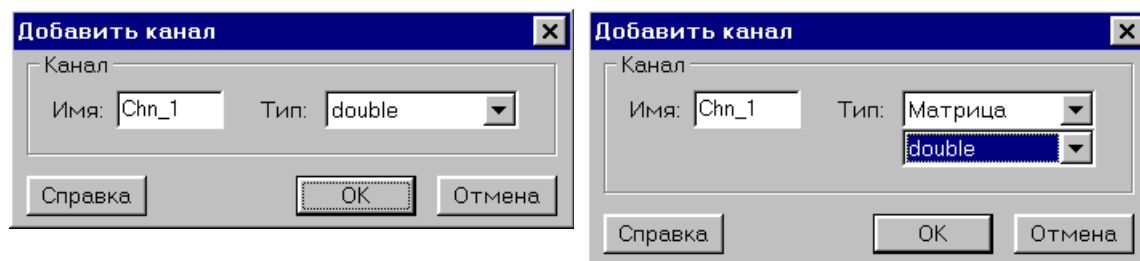 Добавить канал
Канал
Имя: Chn_1 Тип: double
Справка OK Отмена
Добавить канал
Канал
Имя: Chn_1 Тип: Матрица
double
Справка OK Отмена